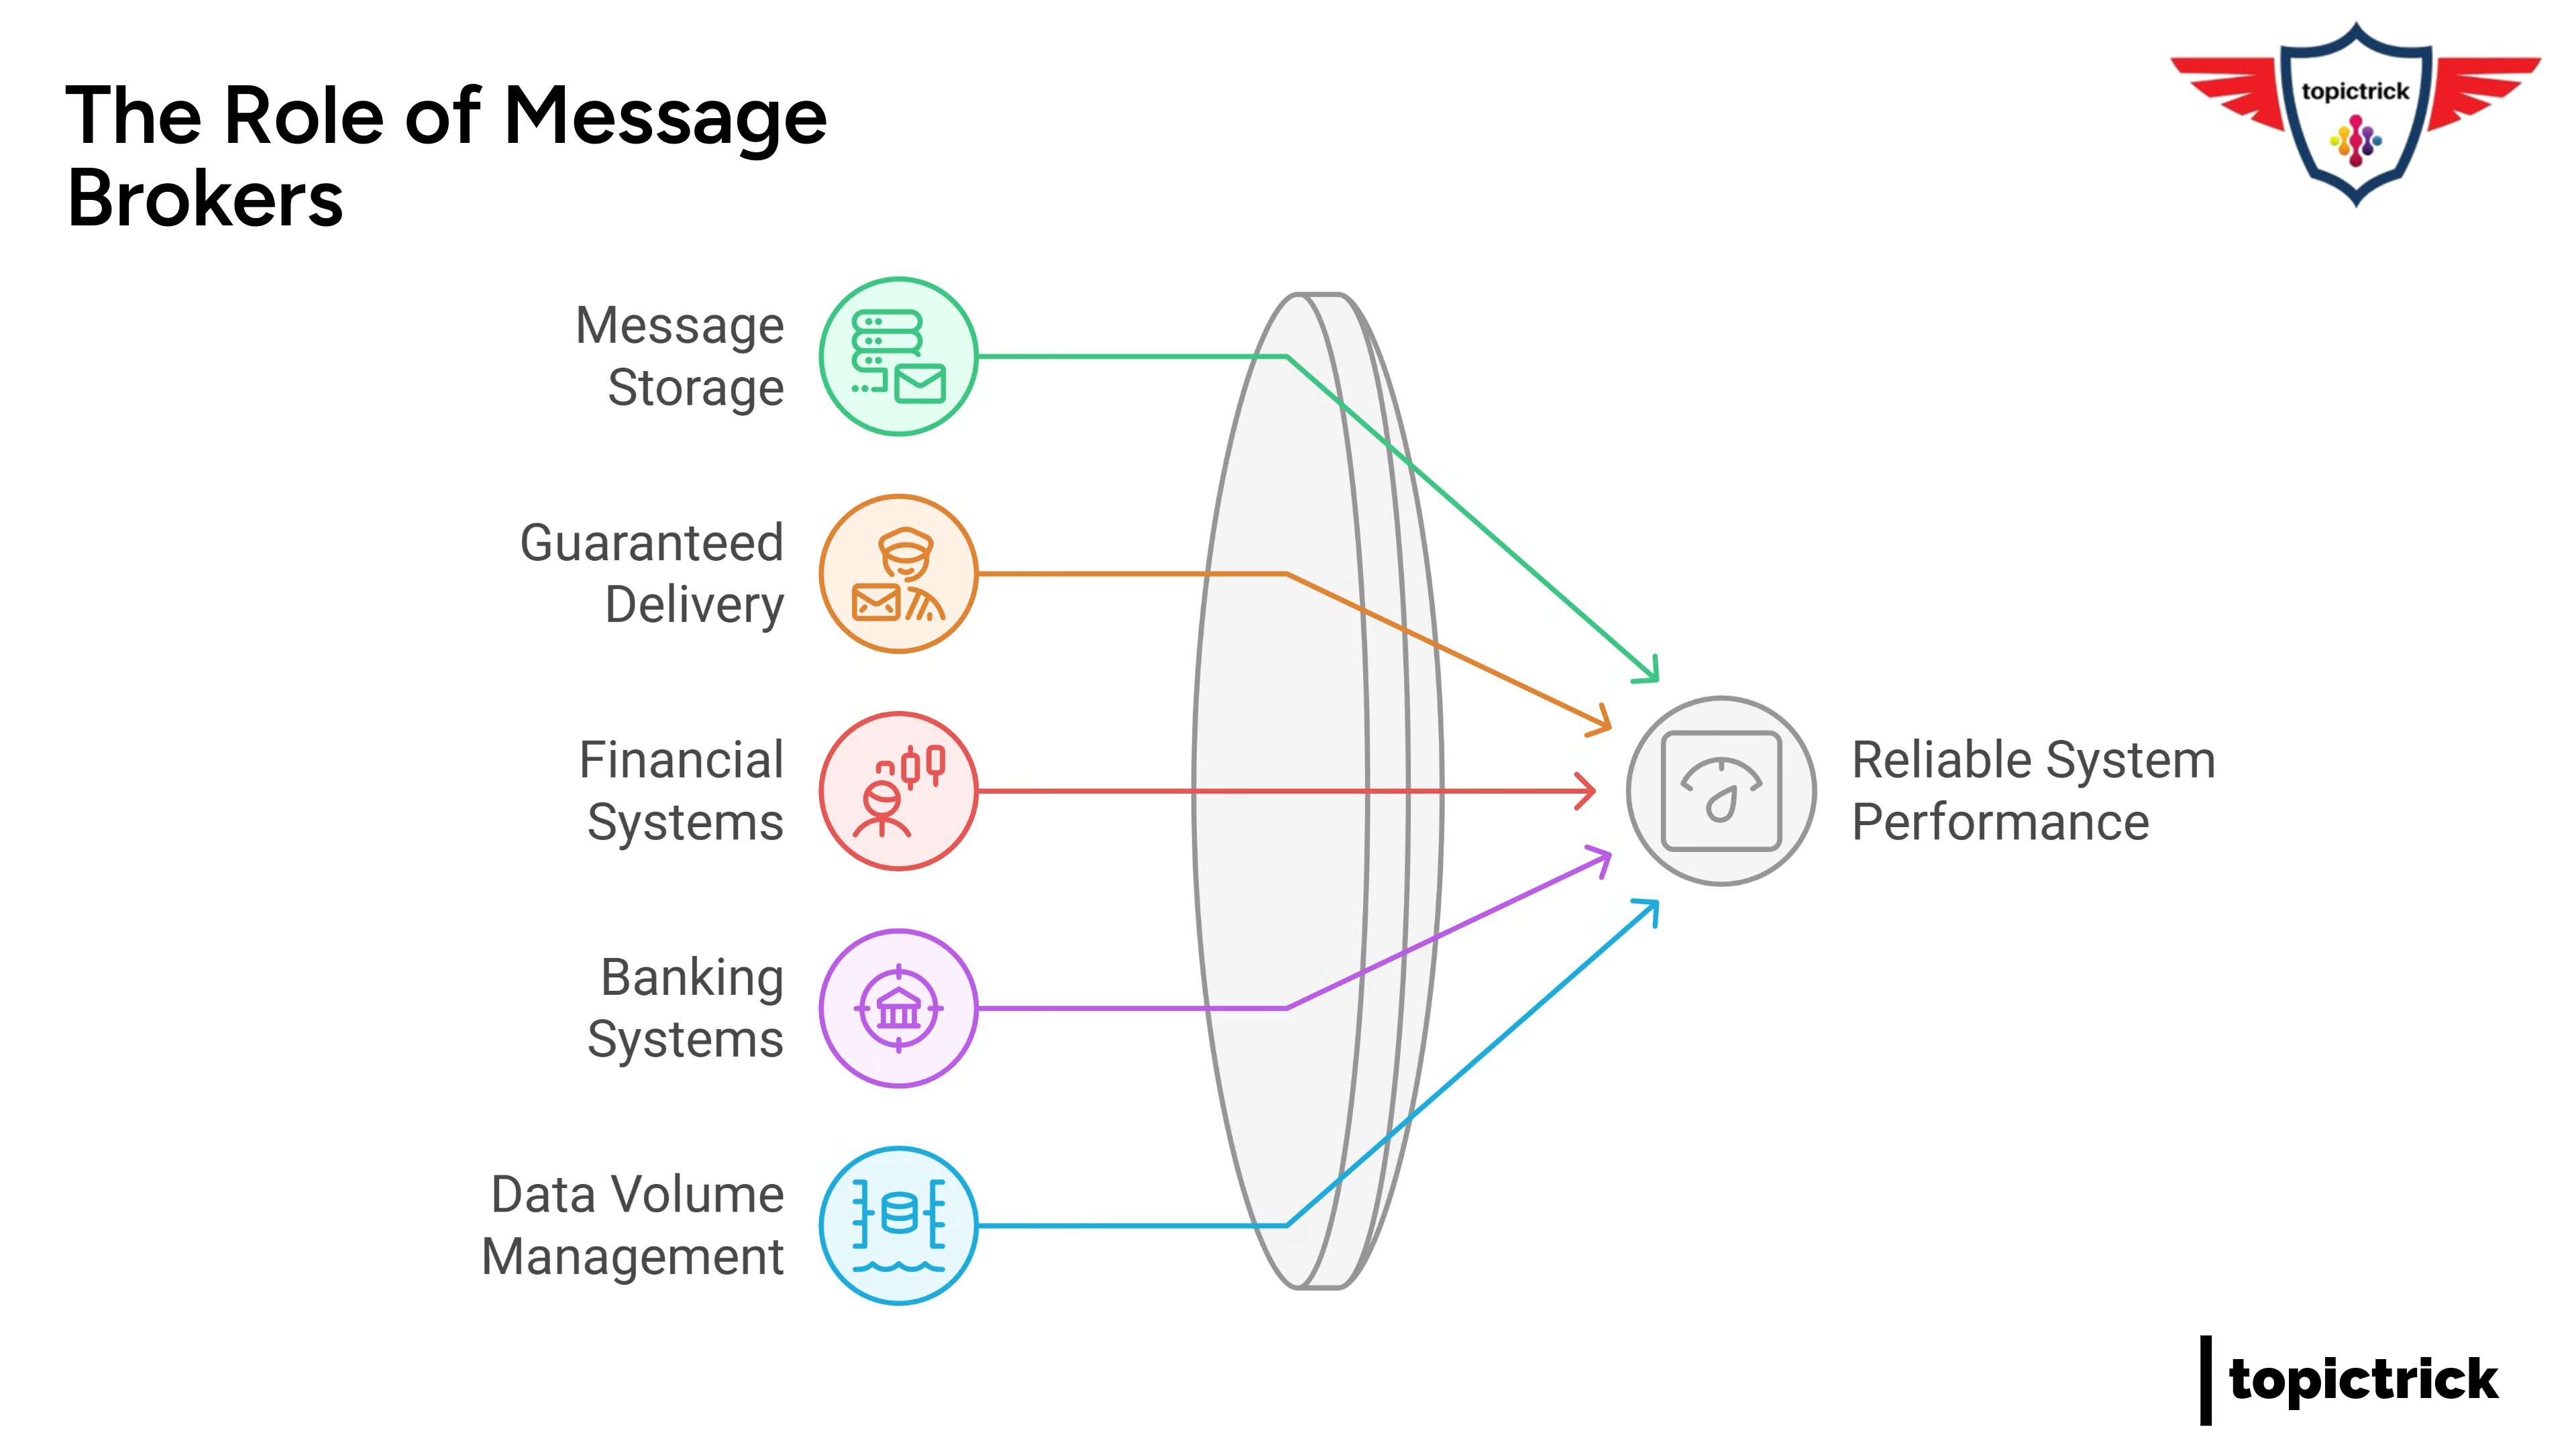 The Role of Message
Brokers
topictrick
Message
Storage
Guaranteed
Delivery
Financial
Systems
Reliable System
Performance
Banking
Systems
Data Volume
Management
topictrick